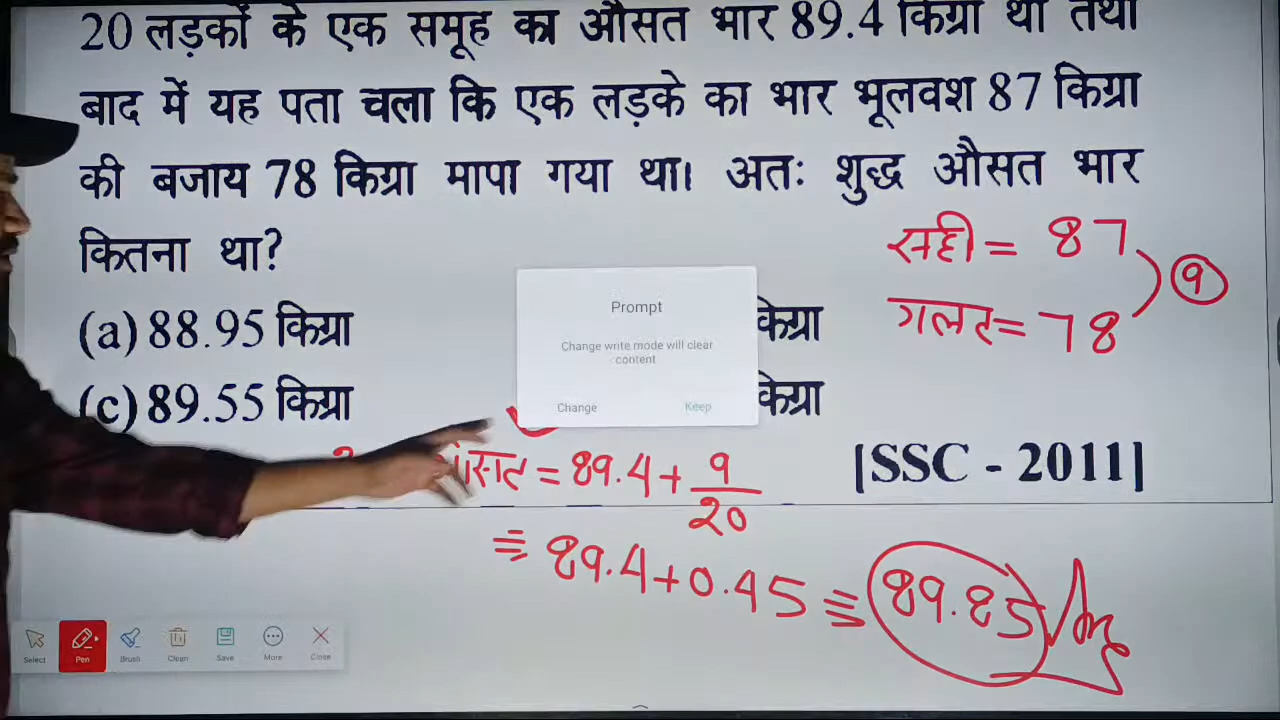 20 लड़कों के एक समूह का औसत भार 89.4 किग्रा था तथा
बाद में यह पता चला कि एक लड़के का भार भूलवश 87 किग्रा
की बजाय 78 किग्रा मापा गया था। अतः शुद्ध औसत भार
कितना था?
सही = 87
9
गलत = 78
(a) 88.95 किग्रा
किग्रा
(c) 89.55 किग्रा
किग्रा
Prompt
Change write mode will clear
content
Change
Keep
[SSC - 2011]
= 89.4 + 9/20
= 89.4 + 0.45 = 89.85 Ans
Select
Pen
Brush
Clean
Save
More
Close